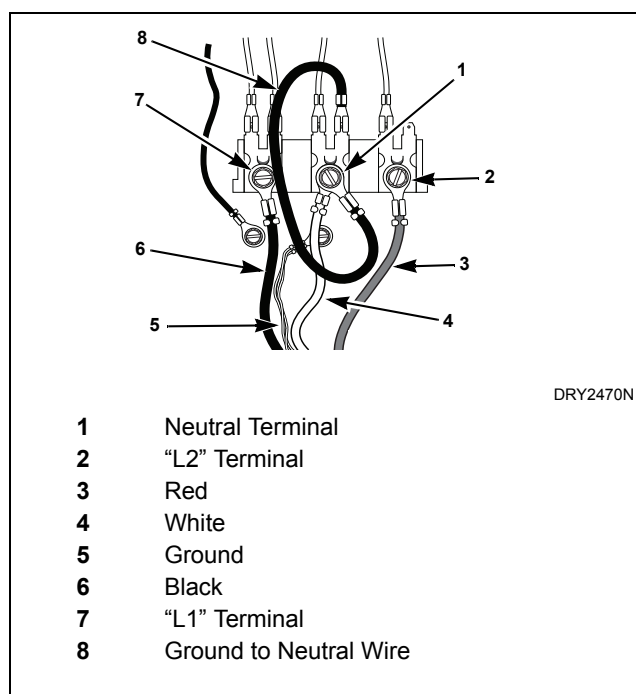 8
1
7
2
6
3
5
4
DRY2470N
1 Neutral Terminal
2 “L2” Terminal
3 Red
4 White
5 Ground
6 Black
7 “L1” Terminal
8 Ground to Neutral Wire